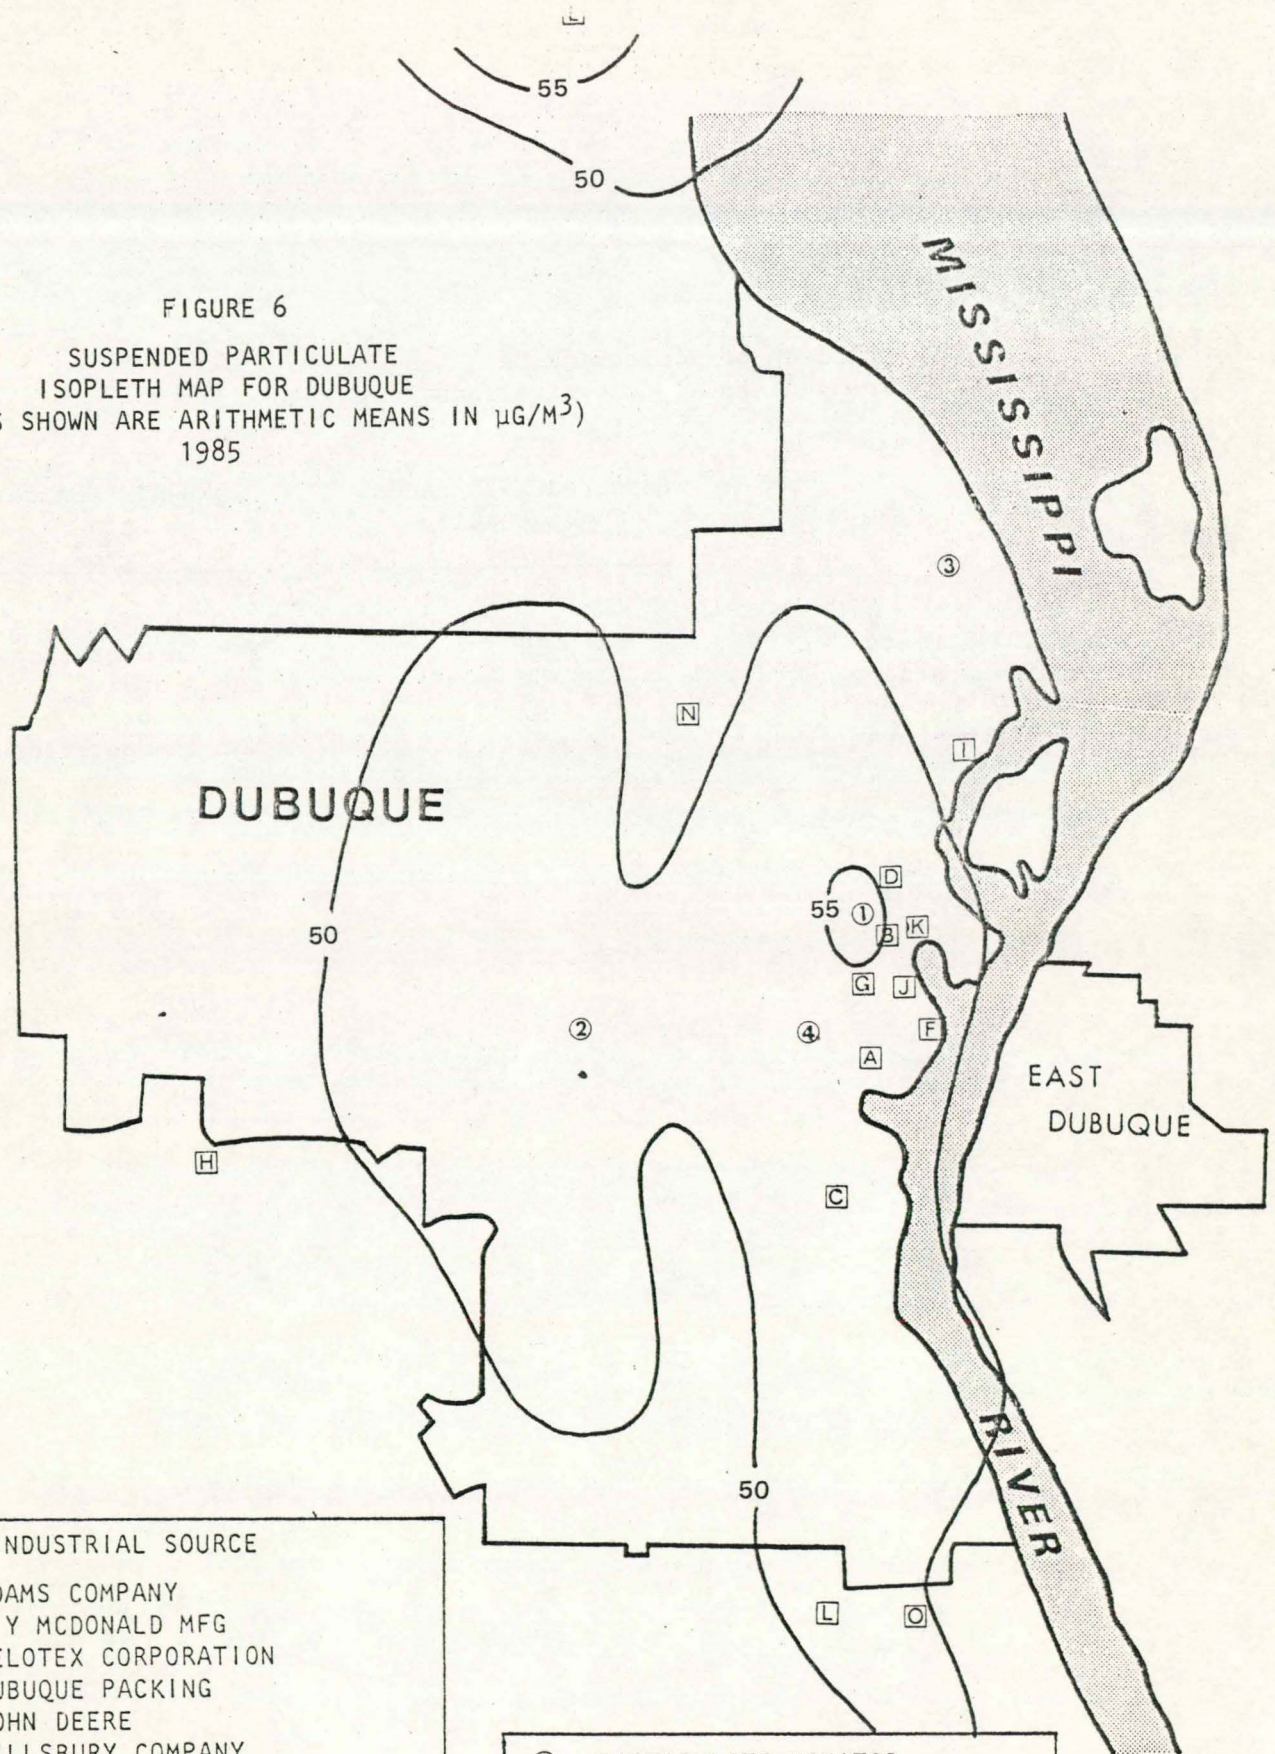 55
50
FIGURE 6
SUSPENDED PARTICULATE
ISOPLETH MAP FOR DUBUQUE
S SHOWN ARE ARITHMETIC MEANS IN µG/M³)
1985
MISSISSIPPI
3
N
I
DUBUQUE
D
55 1
B K
50
G J
2
4
F
A
EAST
DUBUQUE
H
C
RIVER
50
L
O
NDUSTRIAL SOURCE
DAMS COMPANY
Y MCDONALD MFG
ELOTEX CORPORATION
UBUQUE PACKING
OHN DEERE